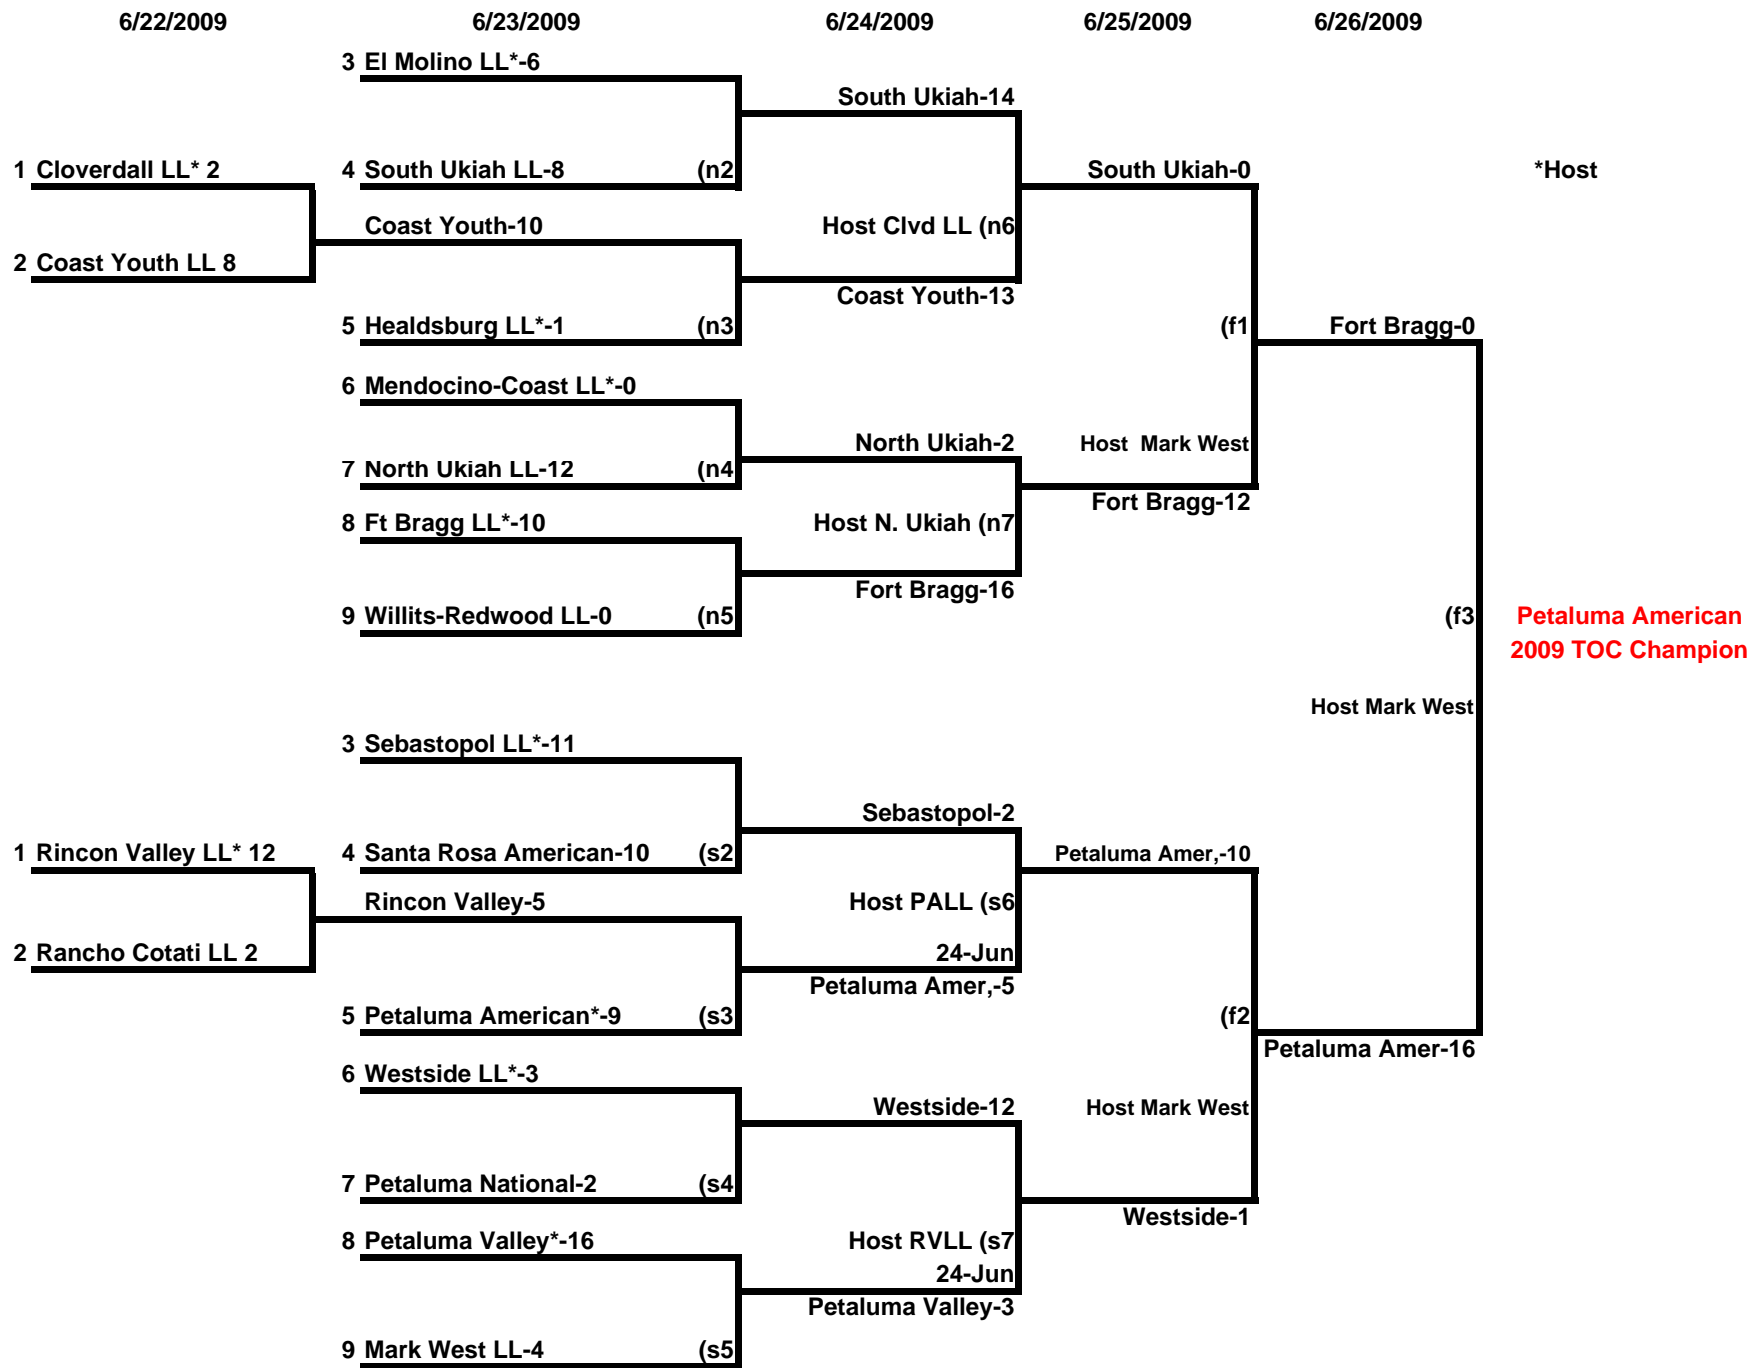 6/22/2009 6/23/2009 6/24/2009 6/25/2009 6/26/2009
3 El Molino LL*-6
South Ukiah-14
1 Cloverdall LL* 2 4 South Ukiah LL-8 (n2 South Ukiah-0 *Host
Coast Youth-10 Host Clvd LL (n6
2 Coast Youth LL 8
Coast Youth-13
5 Healdsburg LL*-1 (n3 (f1 Fort Bragg-0
6 Mendocino-Coast LL*-0
North Ukiah-2 Host Mark West
7 North Ukiah LL-12 (n4
Fort Bragg-12
8 Ft Bragg LL*-10 Host N. Ukiah (n7
Fort Bragg-16
9 Willits-Redwood LL-0 (n5 (f3 Petaluma American
2009 TOC Champion
Host Mark West
3 Sebastopol LL*-11
Sebastopol-2
1 Rincon Valley LL* 12 4 Santa Rosa American-10 (s2 Petaluma Amer,-10
Rincon Valley-5 Host PALL (s6
2 Rancho Cotati LL 2 24-Jun
Petaluma Amer,-5
5 Petaluma American*-9 (s3 (f2
Petaluma Amer-16
6 Westside LL*-3
Westside-12 Host Mark West
7 Petaluma National-2 (s4
Westside-1
8 Petaluma Valley*-16 Host RVLL (s7
24-Jun
Petaluma Valley-3
9 Mark West LL-4 (s5